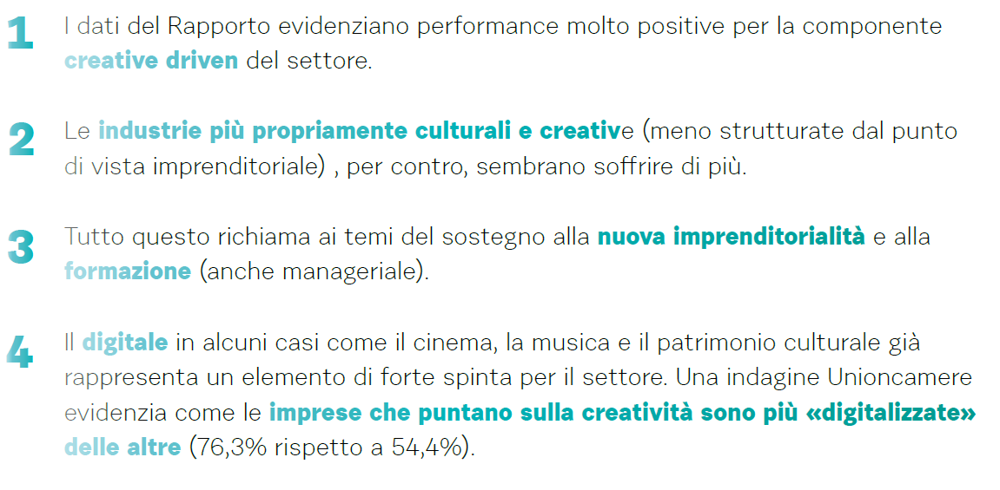 1
I dati del Rapporto evidenziano performance molto positive per la componente
creative driven del settore.
2
Le industrie più propriamente culturali e creative (meno strutturate dal punto
di vista imprenditoriale) , per contro, sembrano soffrire di più.
3
Tutto questo richiama ai temi del sostegno alla nuova imprenditorialità e alla
formazione (anche manageriale).
4
Il digitale in alcuni casi come il cinema, la musica e il patrimonio culturale già
rappresenta un elemento di forte spinta per il settore. Una indagine Unioncamere
evidenzia come le imprese che puntano sulla creatività sono più «digitalizzate»
delle altre (76,3% rispetto a 54,4%).